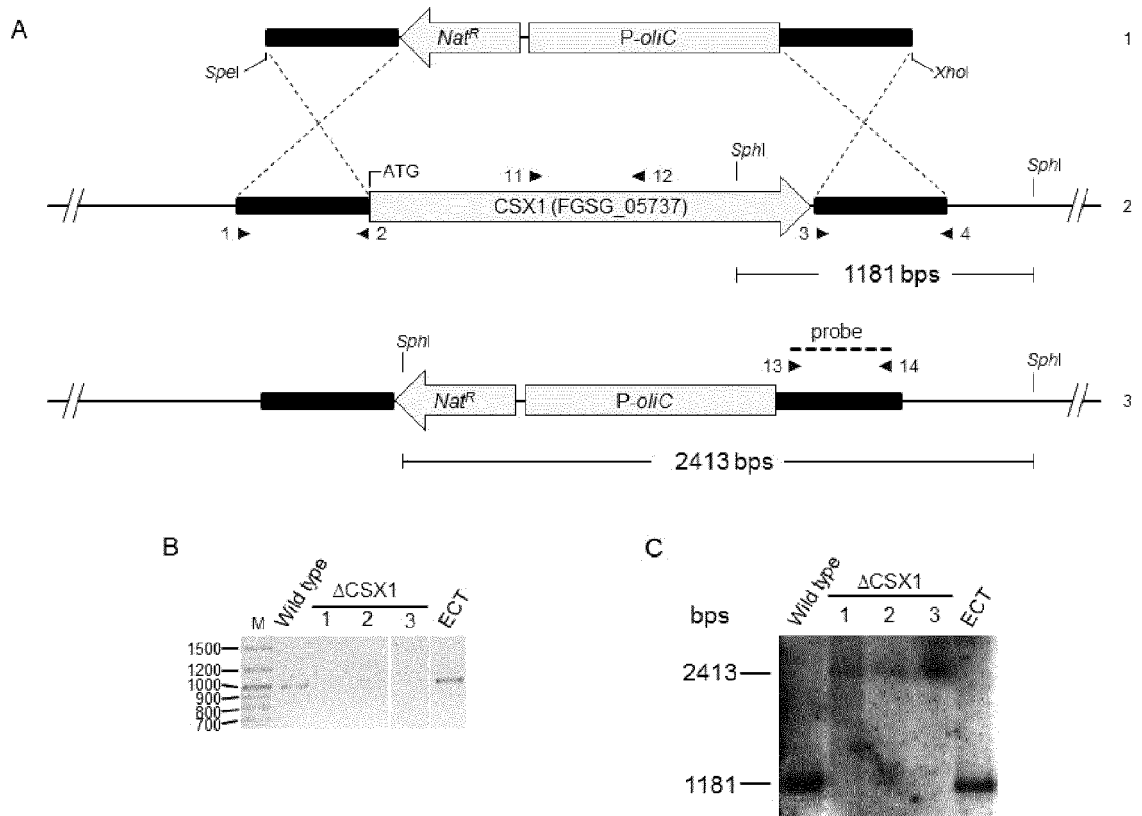 A
Nat^R P-oliC 1
SpeI XhoI
SphI SphI
ATG 11 12
CSX1 (FGSG_05737) 2
1 2 3 4
1181 bps
probe
SphI 13 14 SphI
Nat^R P-oliC 3
2413 bps
B
Wild type ΔCSX1 ECT
M 1 2 3
1500
1200
1000
900
800
700
C
Wild type ΔCSX1 ECT
bps 1 2 3
2413
1181